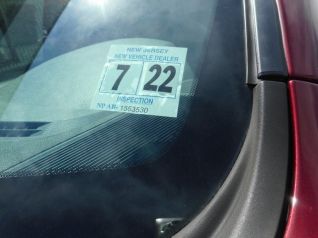 NEW JERSEY
NEW VEHICLE DEALER
7 22
INSPECTION
NP AR- 1553530